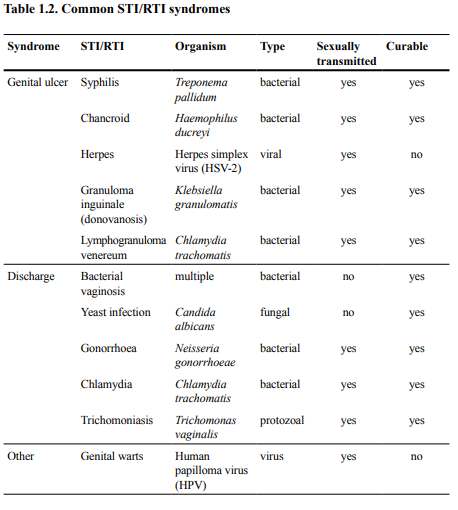 Table 1.2. Common STI/RTI syndromes
Syndrome STI/RTI Organism Type Sexually Curable
transmitted
Genital ulcer Syphilis Treponema bacterial yes yes
pallidum
Chancroid Haemophilus bacterial yes yes
ducreyi
Herpes Herpes simplex viral yes no
virus (HSV-2)
Granuloma Klebsiella bacterial yes yes
inguinale granulomatis
(donovanosis)
Lymphogranuloma Chlamydia bacterial yes yes
venereum trachomatis
Discharge Bacterial multiple bacterial no yes
vaginosis
Yeast infection Candida fungal no yes
albicans
Gonorrhoea Neisseria bacterial yes yes
gonorrhoeae
Chlamydia Chlamydia bacterial yes yes
trachomatis
Trichomoniasis Trichomonas protozoal yes yes
vaginalis
Other Genital warts Human virus yes no
papilloma virus
(HPV)